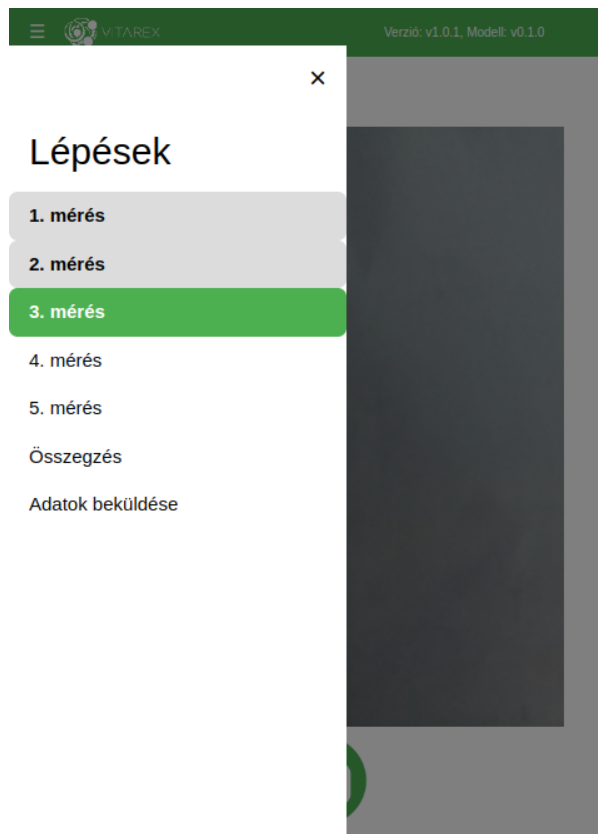 ☰ VITAREX
Verzió: v1.0.1, Modell: v0.1.0
✕
Lépések
1. mérés
2. mérés
3. mérés
4. mérés
5. mérés
Összegzés
Adatok beküldése